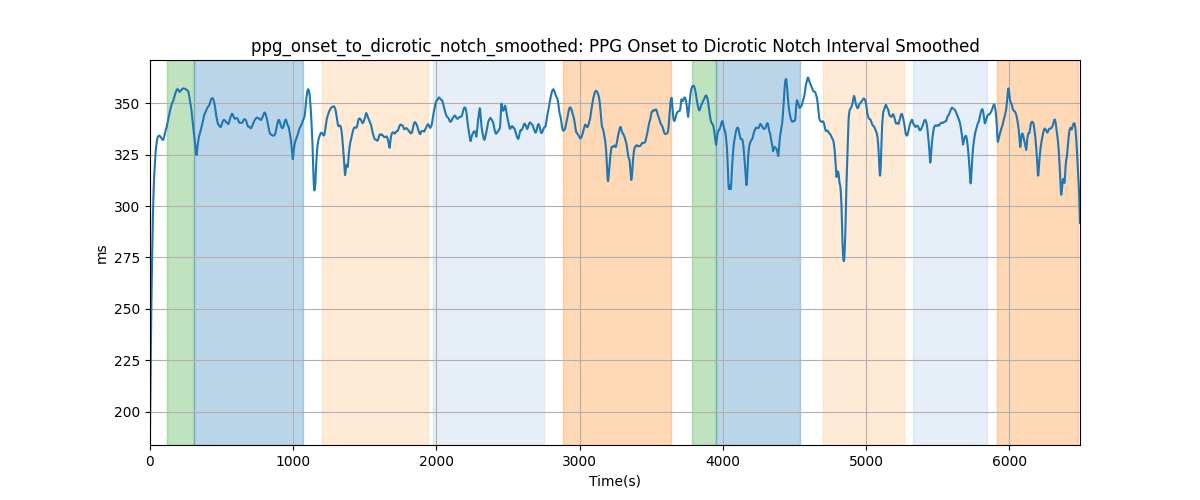 ppg_onset_to_dicrotic_notch_smoothed: PPG Onset to Dicrotic Notch Interval Smoothed
350
325
300
275
250
225
200
ms
0 1000 2000 3000 4000 5000 6000
Time(s)